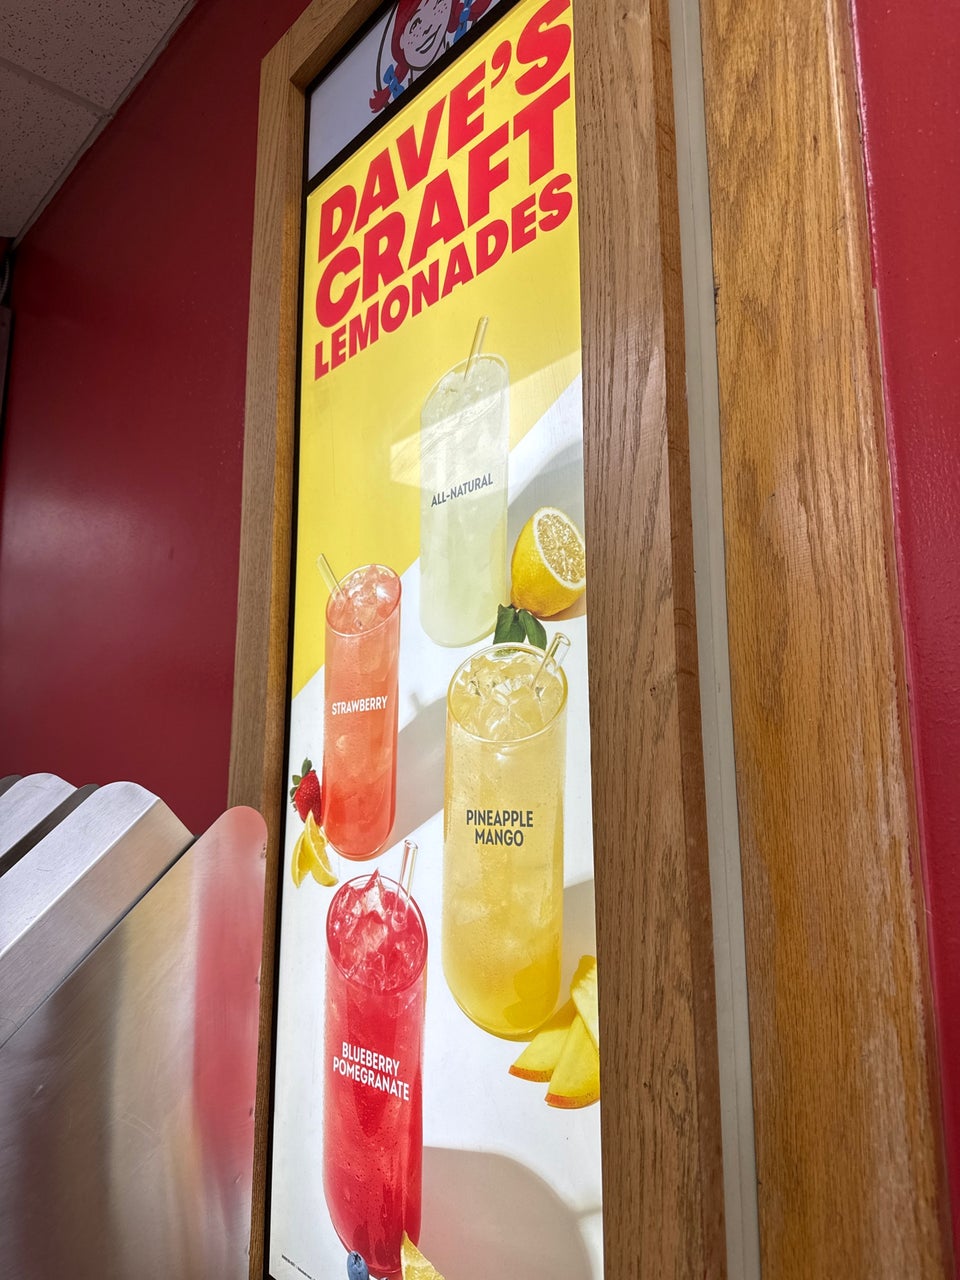 DAVE'S
CRAFT
LEMONADES
ALL-NATURAL
STRAWBERRY
PINEAPPLE
MANGO
BLUEBERRY
POMEGRANATE